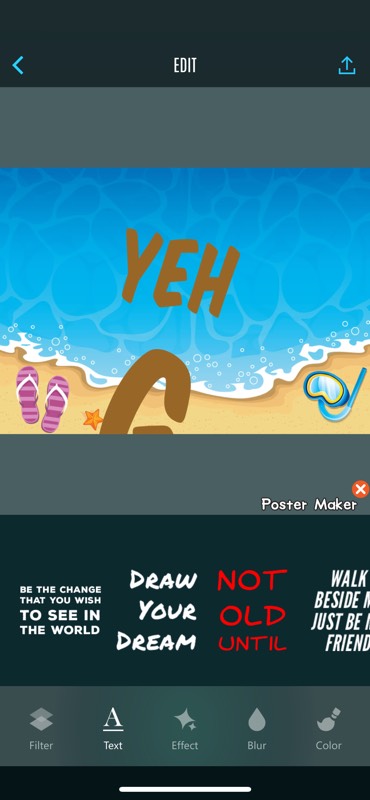 EDIT
YEH
G
Poster Maker
BE THE CHANGE
THAT YOU WISH
TO SEE IN
THE WORLD
DRAW
YOUR
DREAM
NOT
OLD
UNTIL
WALK
BESIDE
JUST BE
FRIEND
Filter
Text
Effect
Blur
Color